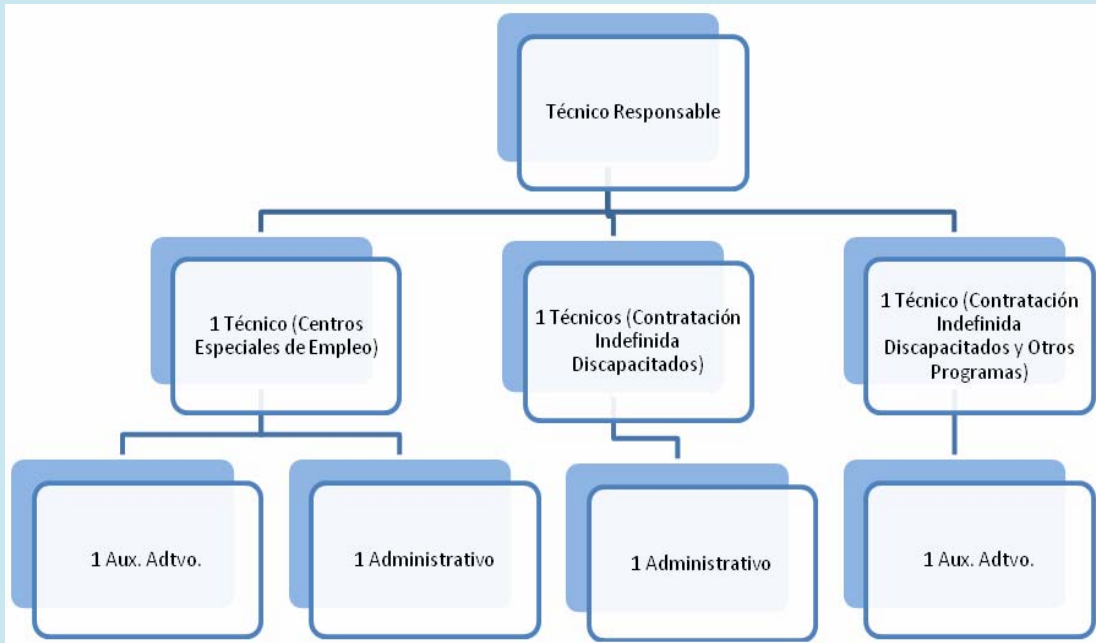 Técnico Responsable
1 Técnico (Centros
Especiales de Empleo)
1 Técnicos (Contratación
Indefinida
Discapacitados)
1 Técnico (Contratación
Indefinida
Discapacitados y Otros
Programas)
1 Aux. Adtvo.
1 Administrativo
1 Administrativo
1 Aux. Adtvo.